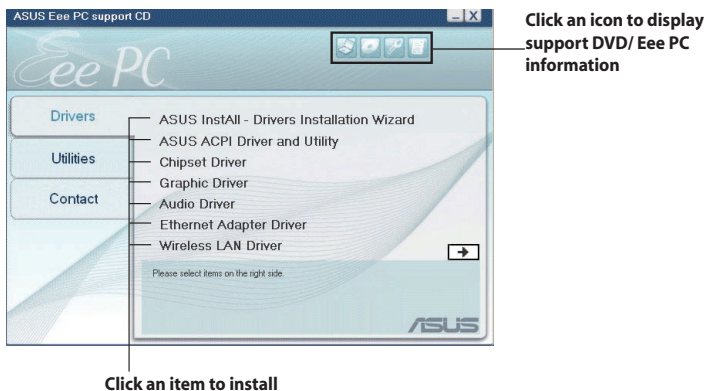 ASUS Eee PC support CD
Click an icon to display
support DVD/ Eee PC
information
Eee PC
Drivers
Utilities
Contact
ASUS InstAll - Drivers Installation Wizard
ASUS ACPI Driver and Utility
Chipset Driver
Graphic Driver
Audio Driver
Ethernet Adapter Driver
Wireless LAN Driver
Please select items on the right side.
ASUS
Click an item to install